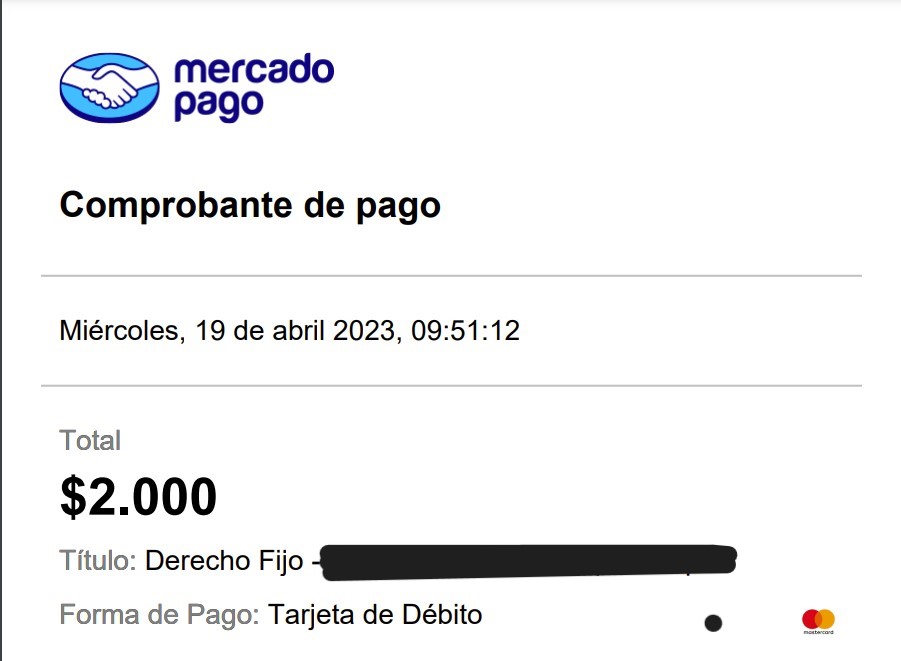 mercado
pago
Comprobante de pago
Miércoles, 19 de abril 2023, 09:51:12
Total
$2.000
Título: Derecho Fijo -
Forma de Pago: Tarjeta de Débito
mastercard